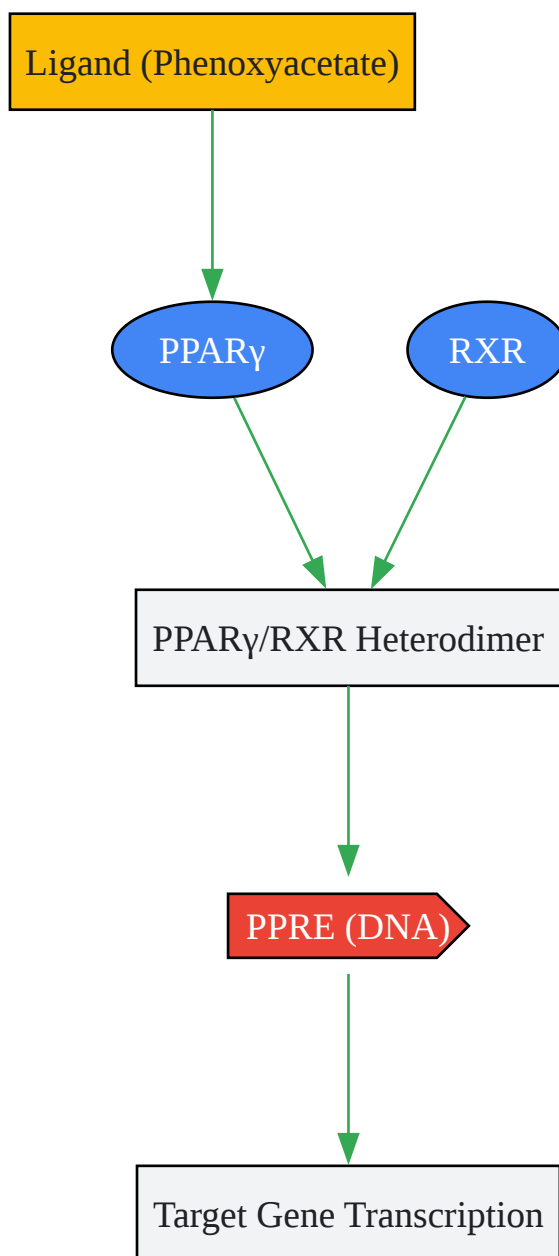 Ligand (Phenoxyacetate)
PPARγ
RXR
PPARγ/RXR Heterodimer
PPRE (DNA)
Target Gene Transcription